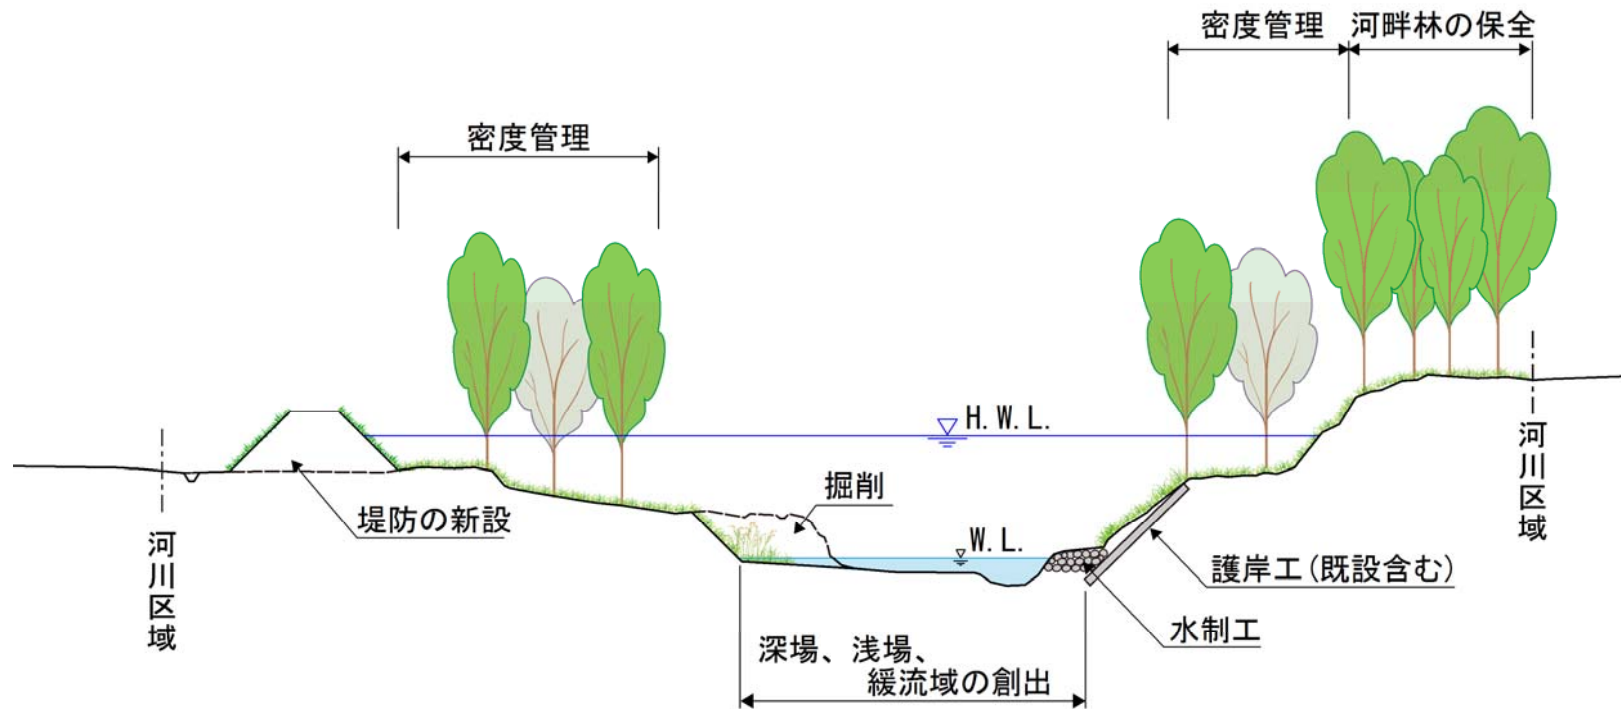 密度管理
河畔林の保全
密度管理
H.W.L.
掘削
堤防の新設
W.L.
河川区域
河川区域
護岸工(既設含む)
水制工
深場、浅場、
緩流域の創出